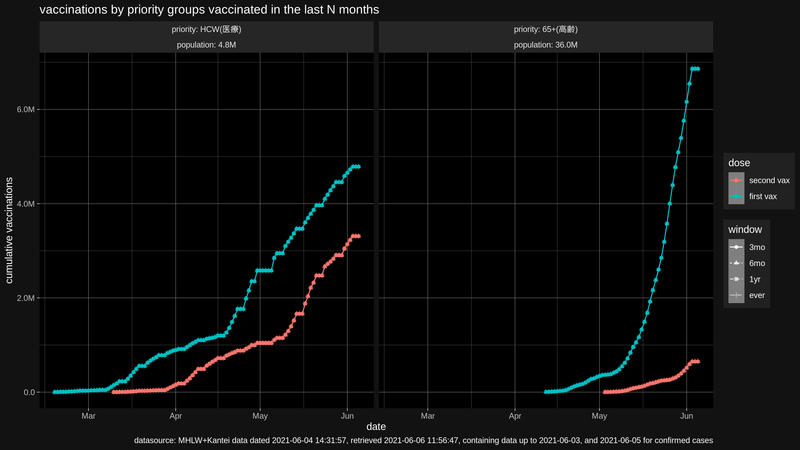 vaccinations by priority groups vaccinated in the last N months
priority: HCW(医療)
population: 4.8M
priority: 65+(高齢)
population: 36.0M
cumulative vaccinations
6.0M
4.0M
2.0M
0.0
Mar
Apr
May
Jun
Mar
Apr
May
Jun
date
dose
second vax
first vax
window
3mo
6mo
1yr
ever
datasource: MHLW+Kantei data dated 2021-06-04 14:31:57, retrieved 2021-06-06 11:56:47, containing data up to 2021-06-03, and 2021-06-05 for confirmed cases